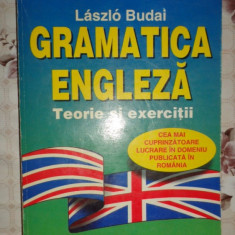 László Budai
GRAMATICA
ENGLEZĂ
Teorie și exerciții
CEA MAI
CUPRINZĂTOARE
LUCRARE ÎN DOMENIU
PUBLICATĂ ÎN
ROMÂNIA